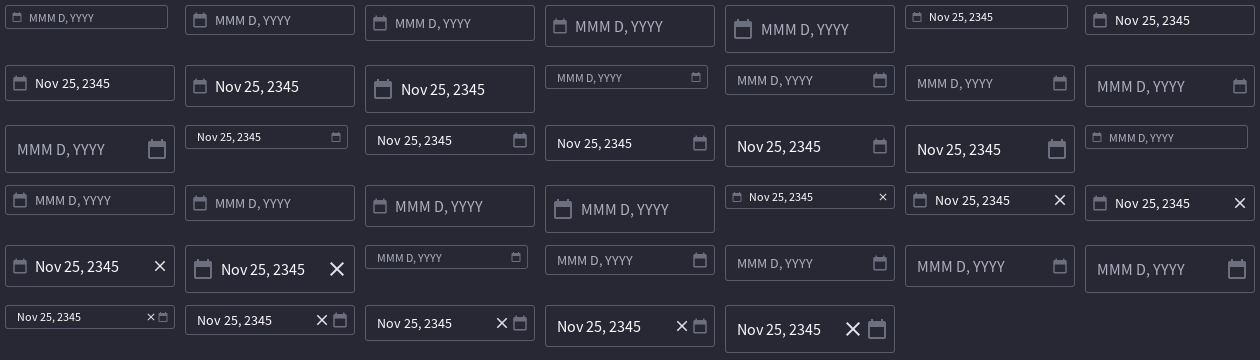 MMM D, YYYY MMM D, YYYY MMM D, YYYY MMM D, YYYY MMM D, YYYY Nov 25, 2345 Nov 25, 2345
Nov 25, 2345 Nov 25, 2345 Nov 25, 2345 MMM D, YYYY MMM D, YYYY MMM D, YYYY MMM D, YYYY
MMM D, YYYY Nov 25, 2345 Nov 25, 2345 Nov 25, 2345 Nov 25, 2345 Nov 25, 2345 MMM D, YYYY
MMM D, YYYY MMM D, YYYY MMM D, YYYY MMM D, YYYY Nov 25, 2345 Nov 25, 2345 Nov 25, 2345
Nov 25, 2345 Nov 25, 2345 MMM D, YYYY MMM D, YYYY MMM D, YYYY MMM D, YYYY MMM D, YYYY
Nov 25, 2345 Nov 25, 2345 Nov 25, 2345 Nov 25, 2345 Nov 25, 2345